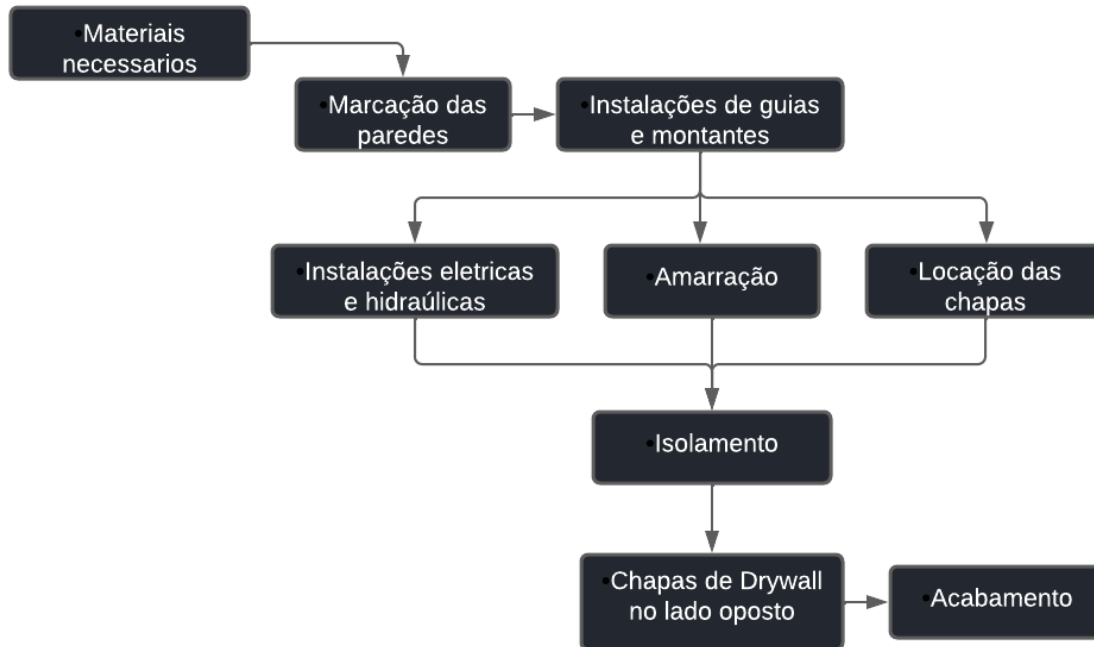 •Materiais
necessarios
•Marcação das
paredes
•Instalações de guias
e montantes
•Instalações eletricas
e hidraúlicas
•Amarração
•Locação das
chapas
•Isolamento
•Chapas de Drywall
no lado oposto
•Acabamento